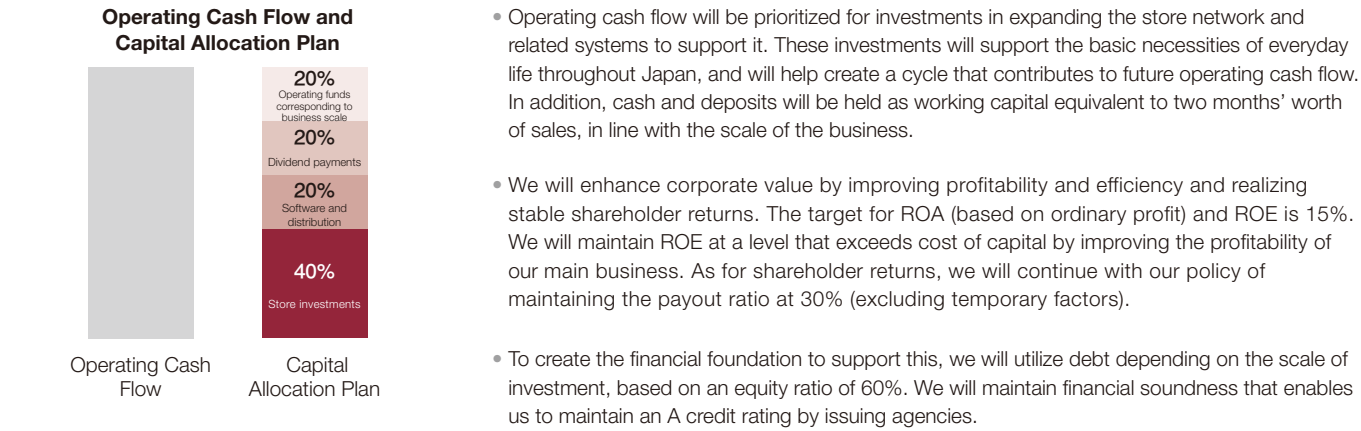 Operating Cash Flow and
Capital Allocation Plan
20%
Operating funds
corresponding to
business scale
20%
Dividend payments
20%
Software and
distribution
40%
Store investments
Operating Cash
Flow
Capital
Allocation Plan
• Operating cash flow will be prioritized for investments in expanding the store network and
related systems to support it. These investments will support the basic necessities of everyday
life throughout Japan, and will help create a cycle that contributes to future operating cash flow.
In addition, cash and deposits will be held as working capital equivalent to two months’ worth
of sales, in line with the scale of the business.
• We will enhance corporate value by improving profitability and efficiency and realizing
stable shareholder returns. The target for ROA (based on ordinary profit) and ROE is 15%.
We will maintain ROE at a level that exceeds cost of capital by improving the profitability of
our main business. As for shareholder returns, we will continue with our policy of
maintaining the payout ratio at 30% (excluding temporary factors).
• To create the financial foundation to support this, we will utilize debt depending on the scale of
investment, based on an equity ratio of 60%. We will maintain financial soundness that enables
us to maintain an A credit rating by issuing agencies.